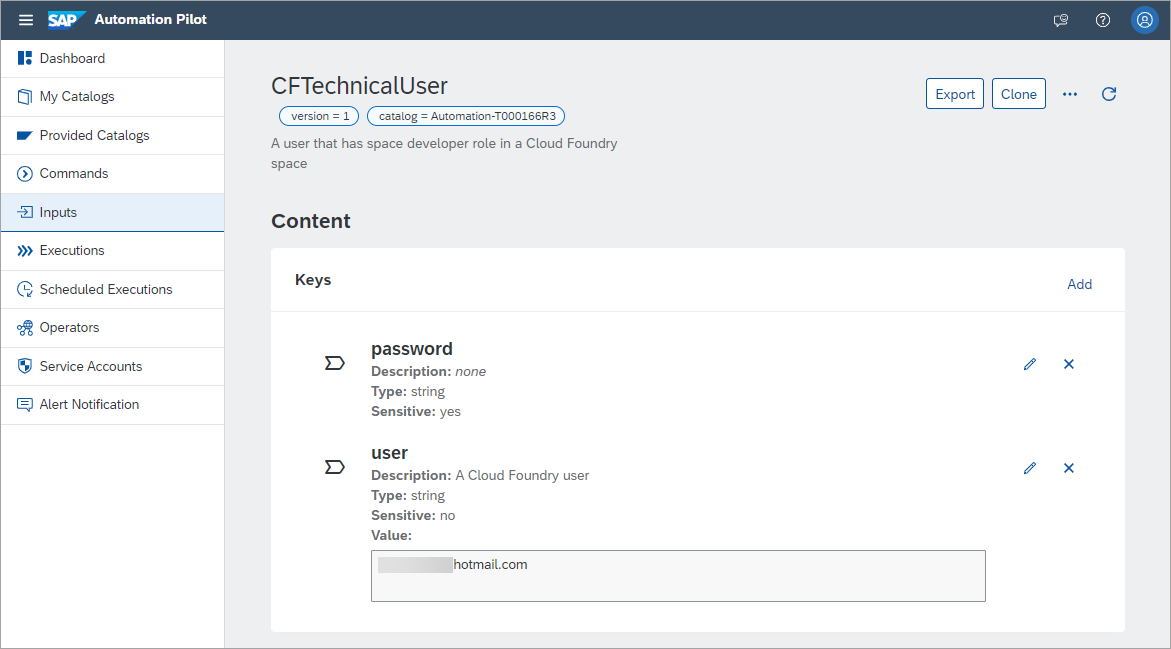 SAP Automation Pilot
Dashboard
My Catalogs
Provided Catalogs
Commands
Inputs
Executions
Scheduled Executions
Operators
Service Accounts
Alert Notification
CFTechnicalUser
Export
Clone
version = 1
catalog = Automation-T000166R3
A user that has space developer role in a Cloud Foundry
space
Content
Keys
Add
password
Description: none
Type: string
Sensitive: yes
user
Description: A Cloud Foundry user
Type: string
Sensitive: no
Value:
hotmail.com